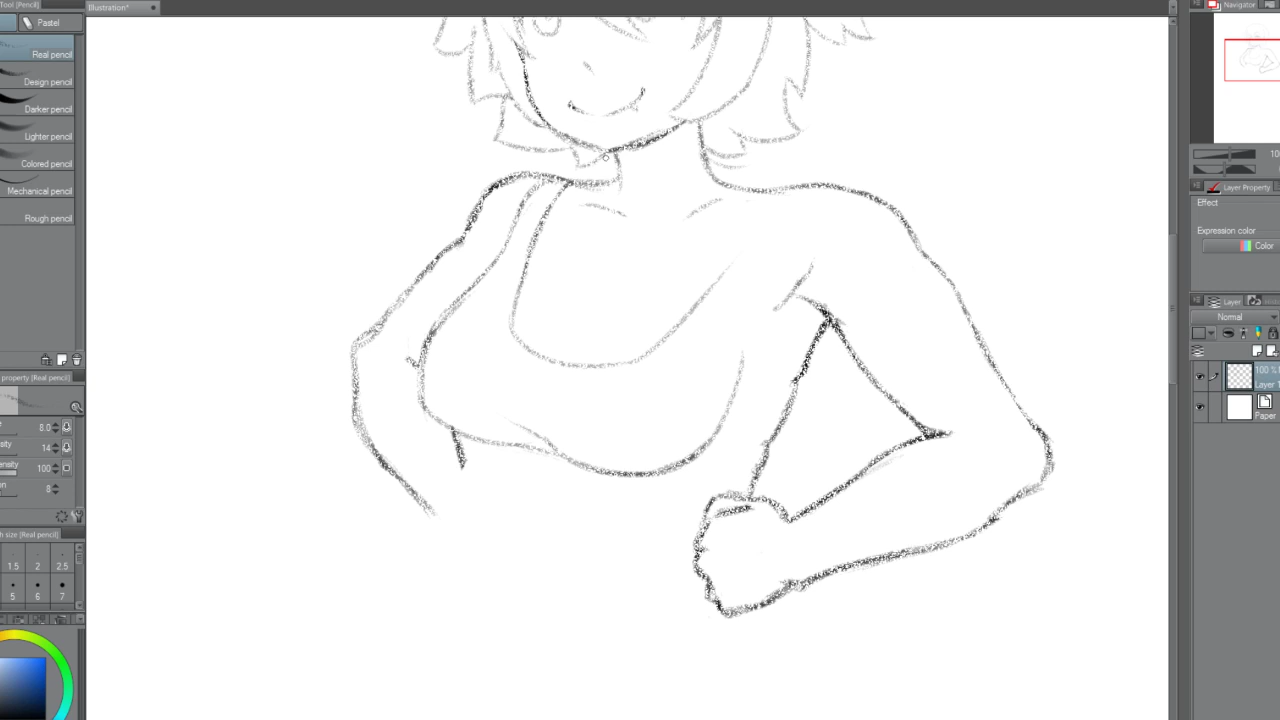 Tool [Pencil]
Illustration*
Navigator
Pastel
Real pencil
Design pencil
Darker pencil
Lighter pencil
Colored pencil
Mechanical pencil
Rough pencil
10
Layer Property
Effect
Expression color
Color
Layer
Normal
property [Real pencil]
100 %
Layer 1
Paper
8.0
14
100
8
size [Real pencil]
1.5 2 2.5
5 6 7